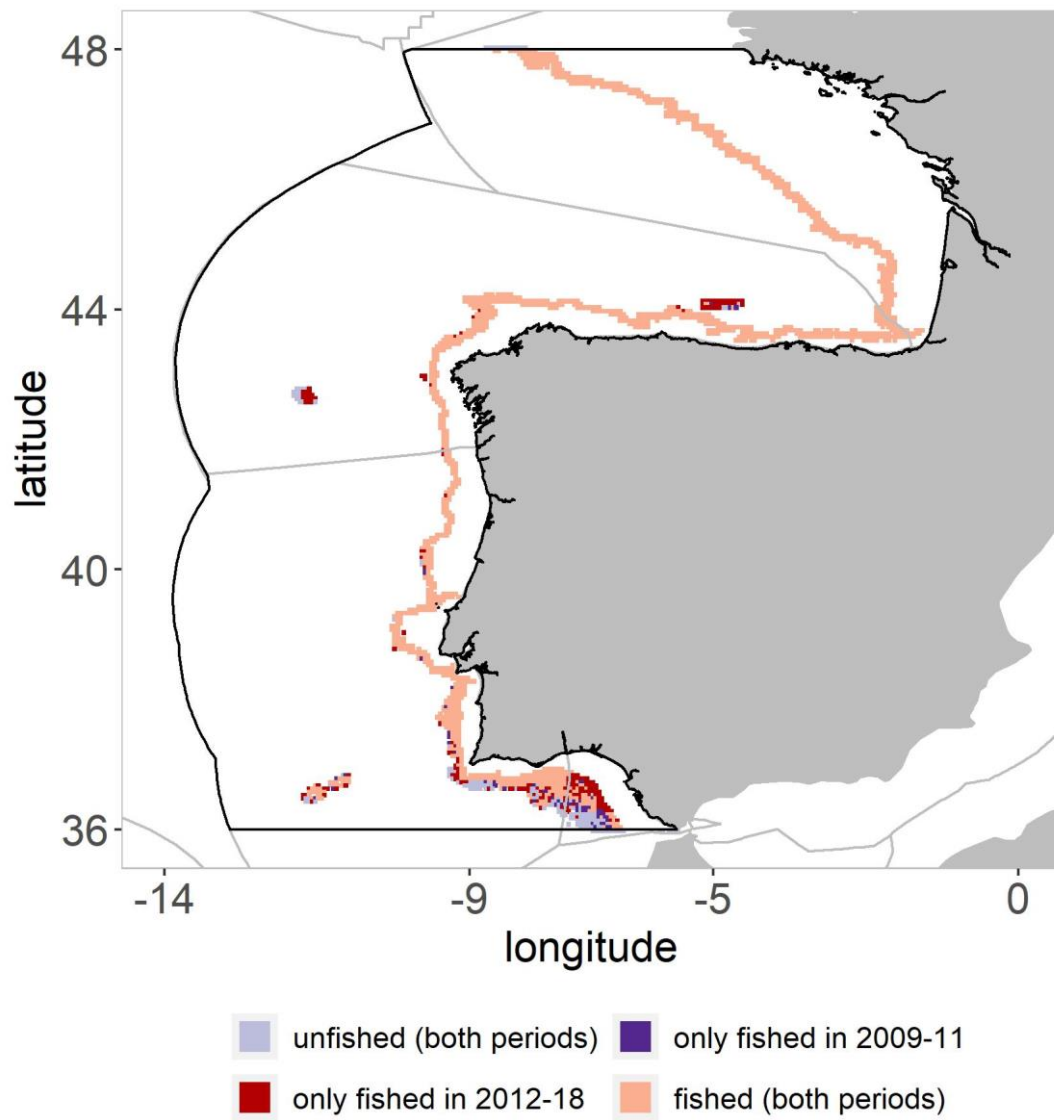 48
44
40
36
latitude
-14
-9
-5
0
longitude
unfished (both periods)
only fished in 2009-11
only fished in 2012-18
fished (both periods)